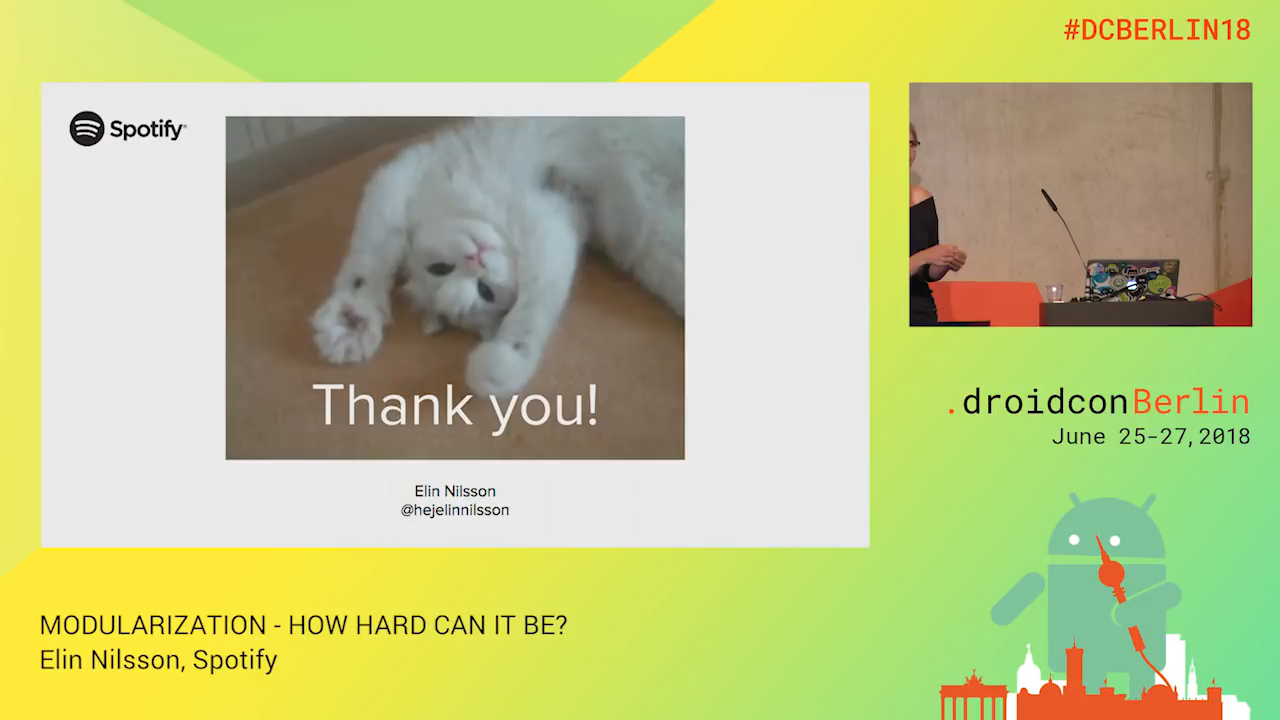 #DCBERLIN18
Spotify
Thank you!
Elin Nilsson
@hejelinnilsson
.droidconBerlin
June 25-27,2018
MODULARIZATION - HOW HARD CAN IT BE?
Elin Nilsson, Spotify